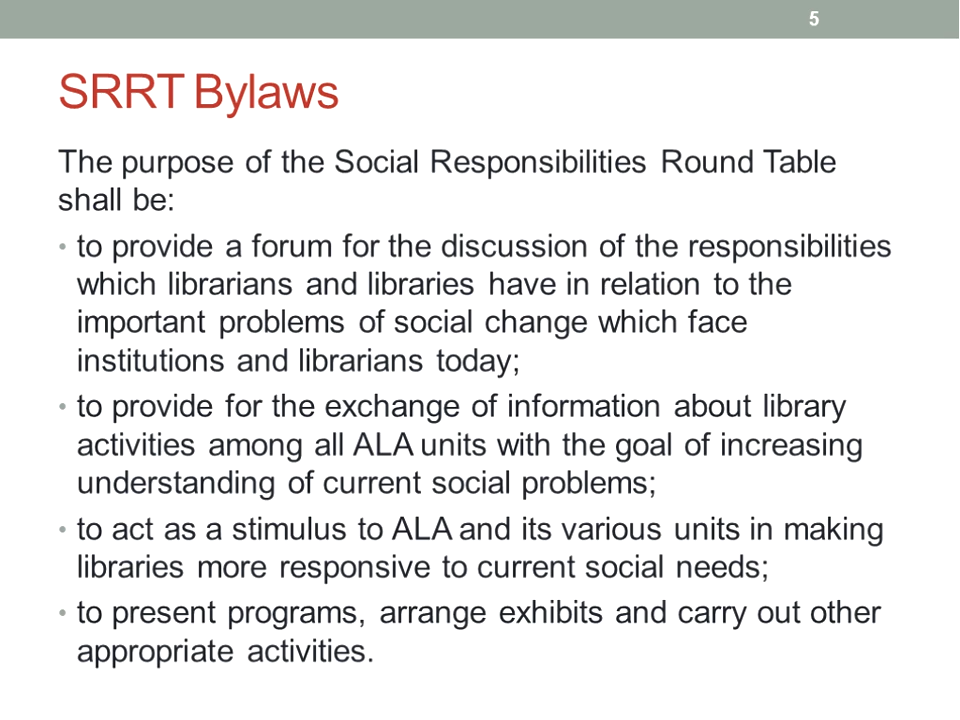 5
SRRT Bylaws
The purpose of the Social Responsibilities Round Table
shall be:
• to provide a forum for the discussion of the responsibilities
which librarians and libraries have in relation to the
important problems of social change which face
institutions and librarians today;
• to provide for the exchange of information about library
activities among all ALA units with the goal of increasing
understanding of current social problems;
• to act as a stimulus to ALA and its various units in making
libraries more responsive to current social needs;
• to present programs, arrange exhibits and carry out other
appropriate activities.